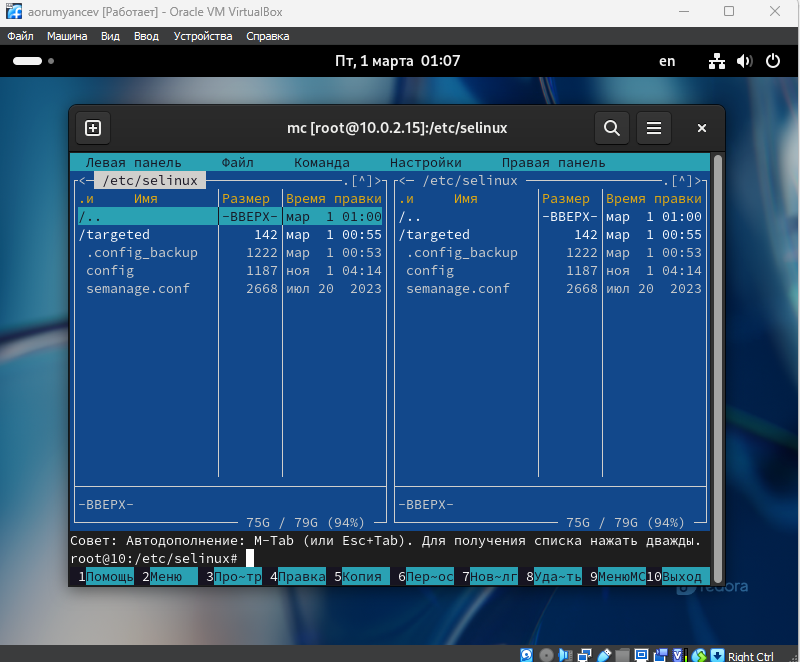 aorumyancev [Работает] - Oracle VM VirtualBox
Файл Машина Вид Ввод Устройства Справка
Пт, 1 марта 01:07 en
mc [root@10.0.2.15]:/etc/selinux
Левая панель Файл Команда Настройки Правая панель
<─ /etc/selinux ─.[^]>┐ <─ /etc/selinux ─.[^]>┐
.и Имя Размер Время правки .и Имя Размер Время правки
/.. -ВВЕРХ- мар 1 01:00 /.. -ВВЕРХ- мар 1 01:00
/targeted 142 мар 1 00:55 /targeted 142 мар 1 00:55
.config_backup 1222 мар 1 00:53 .config_backup 1222 мар 1 00:53
config 1187 ноя 1 04:14 config 1187 ноя 1 04:14
semanage.conf 2668 июл 20 2023 semanage.conf 2668 июл 20 2023
-ВВЕРХ- -ВВЕРХ-
75G / 79G (94%) 75G / 79G (94%)
Совет: Автодополнение: M-Tab (или Esc+Tab). Для получения списка нажать дважды.
root@10:/etc/selinux#
1Помощь 2Меню 3Про~тр 4Правка 5Копия 6Пер~ос 7Нов~лг 8Уда~ть 9МенюMC 10Выход
fedora
Right Ctrl